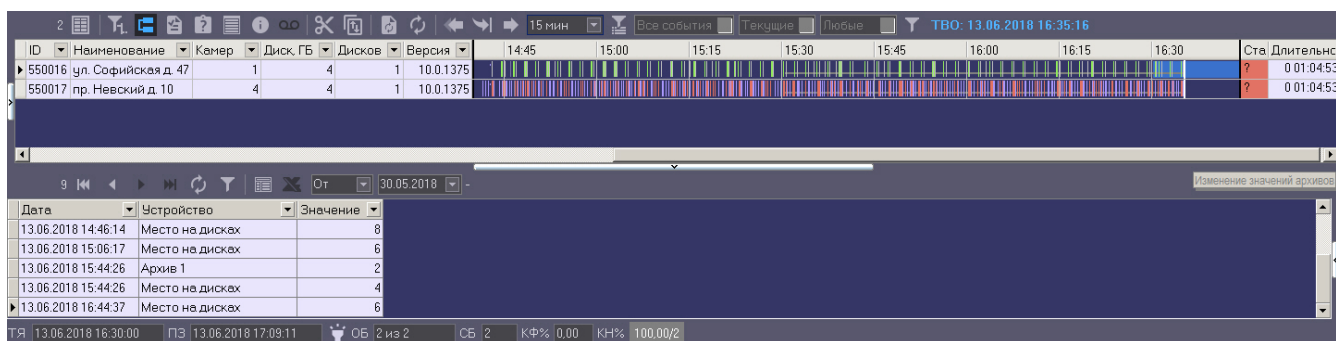 2 15 мин Все события Текущие Любые ТВО: 13.06.2018 16:35:16
ID Наименование Камер Диск, ГБ Дисков Версия 14:45 15:00 15:15 15:30 15:45 16:00 16:15 16:30 Ста Длительно
550016 ул. Софийская д. 47 1 4 1 10.0.1375 ? 0 01:04:53
550017 пр. Невский д. 10 4 4 1 10.0.1375 ? 0 01:04:53
9 От 30.05.2018 - Изменение значений архивов
Дата Устройство Значение
13.06.2018 14:46:14 Место на дисках 8
13.06.2018 15:06:17 Место на дисках 6
13.06.2018 15:44:26 Архив 1 2
13.06.2018 15:44:26 Место на дисках 4
13.06.2018 16:44:37 Место на дисках 6
ТЯ 13.06.2018 16:30:00 ПЗ 13.06.2018 17:09:11 ОБ 2 из 2 СБ 2 КФ% 0,00 КН% 100,00/2